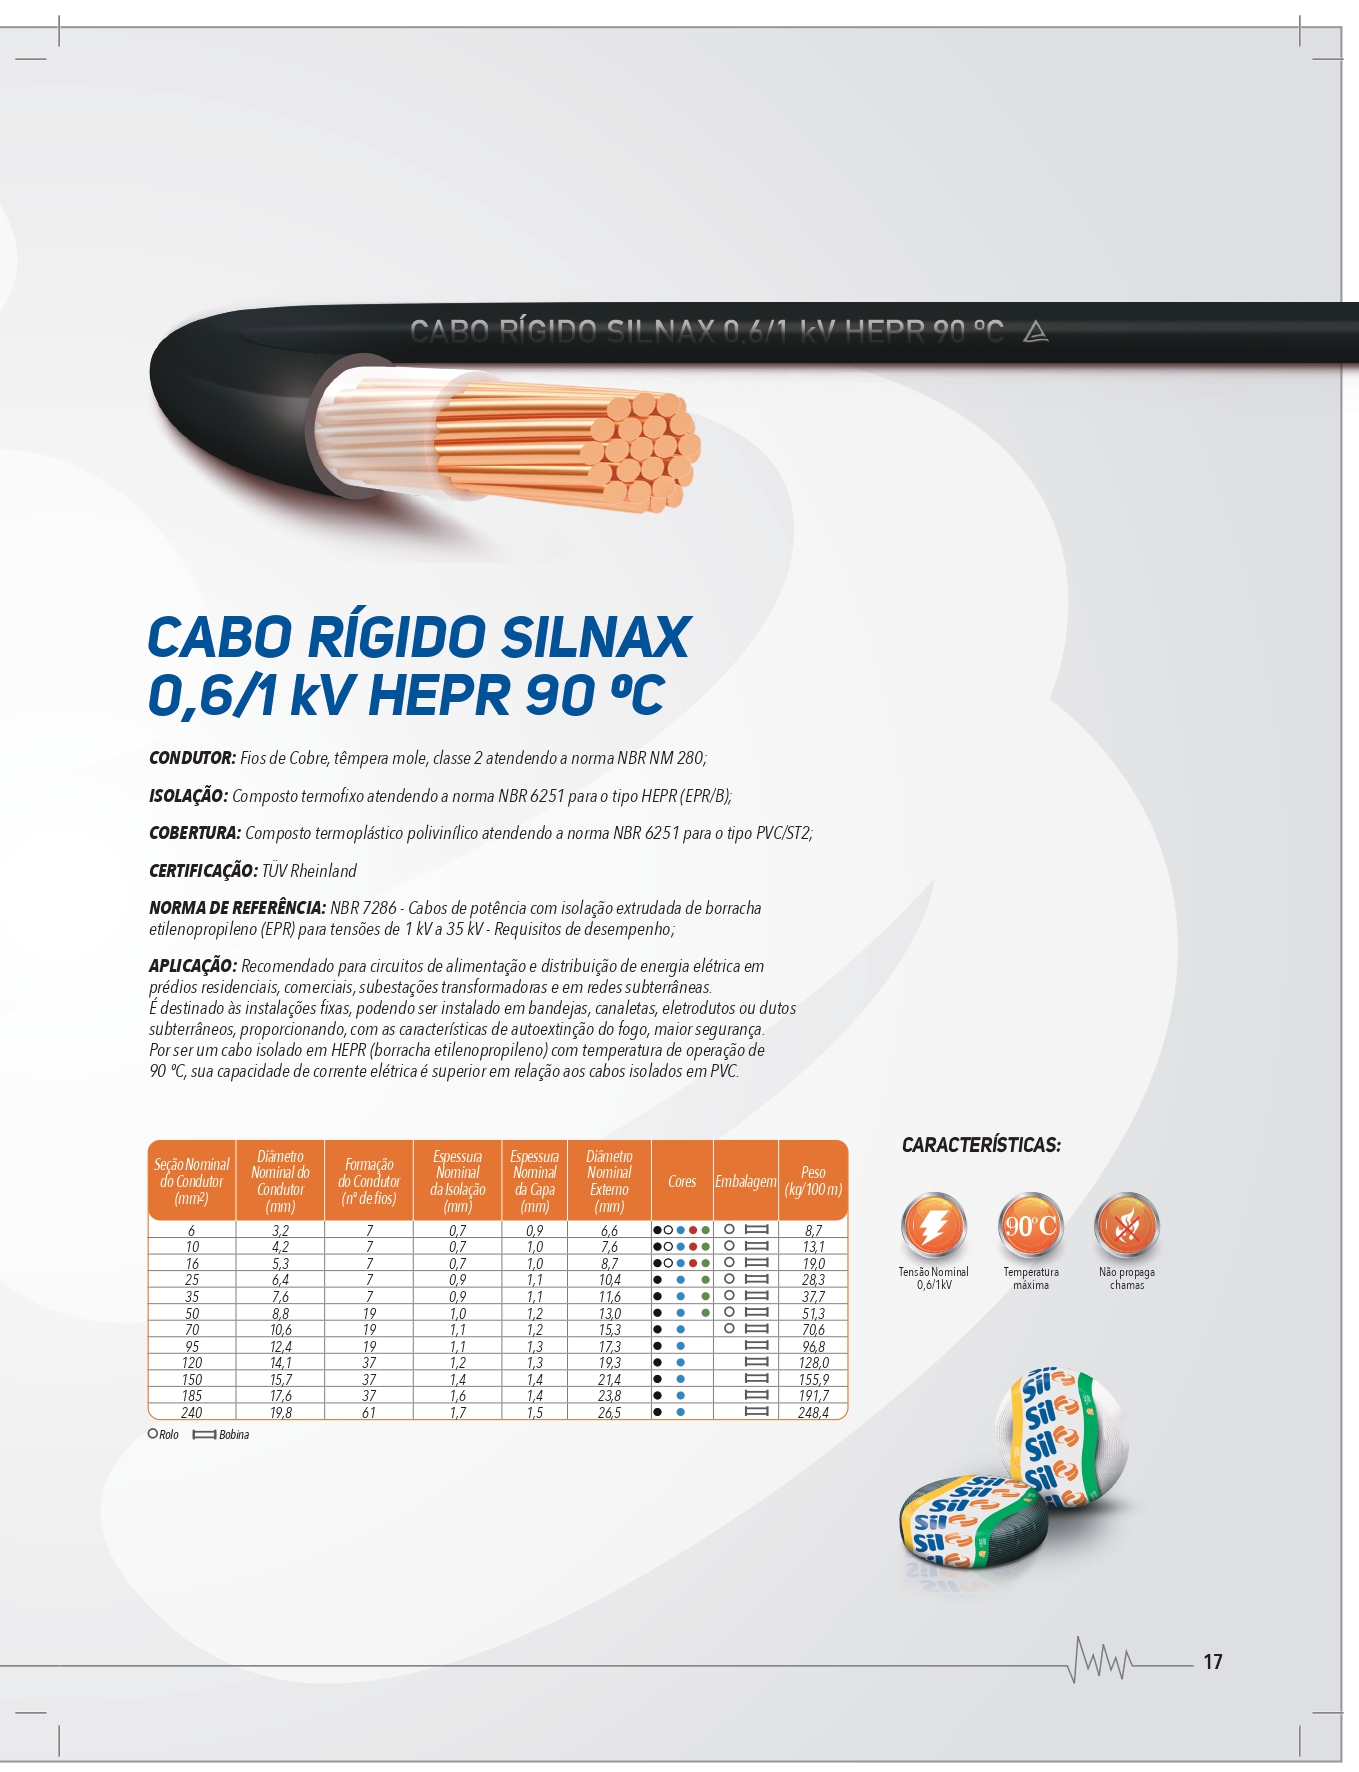 CABO RÍGIDO SILNAX 0,6/1 kV HEPR 90 ºC
CABO RÍGIDO SILNAX
0,6/1 kV HEPR 90 ºC
CONDUTOR: Fios de Cobre, têmpera mole, classe 2 atendendo a norma NBR NM 280;
ISOLAÇÃO: Composto termofixo atendendo a norma NBR 6251 para o tipo HEPR (EPR/B);
COBERTURA: Composto termoplástico polivinílico atendendo a norma NBR 6251 para o tipo PVC/ST2;
CERTIFICAÇÃO: TÜV Rheinland
NORMA DE REFERÊNCIA: NBR 7286 - Cabos de potência com isolação extrudada de borracha
etilenopropileno (EPR) para tensões de 1 kV a 35 kV - Requisitos de desempenho;
APLICAÇÃO: Recomendado para circuitos de alimentação e distribuição de energia elétrica em
prédios residenciais, comerciais, subestações transformadoras e em redes subterrâneas.
É destinado às instalações fixas, podendo ser instalado em bandejas, canaletas, eletrodutos ou dutos
subterrâneos, proporcionando, com as características de autoextinção do fogo, maior segurança.
Por ser um cabo isolado em HEPR (borracha etilenopropileno) com temperatura de operação de
90 ºC, sua capacidade de corrente elétrica é superior em relação aos cabos isolados em PVC.
Seção Nominal
do Condutor
(mm2)
Diâmetro
Nominal do
Condutor
(mm)
Formação
do Condutor
(nº de fios)
Espessura
Nominal
da Isolação
(mm)
Espessura
Nominal
da Capa
(mm)
Diâmetro
Nominal
Externo
(mm)
Cores
Embalagem
Peso
(kg/100 m)
6 3,2 7 0,7 0,9 6,6 8,7
10 4,2 7 0,7 1,0 7,6 13,1
16 5,3 7 0,7 1,0 8,7 19,0
25 6,4 7 0,9 1,1 10,4 28,3
35 7,6 7 0,9 1,1 11,6 37,7
50 8,8 19 1,0 1,2 13,0 51,3
70 10,6 19 1,1 1,2 15,3 70,6
95 12,4 19 1,1 1,3 17,3 96,8
120 14,1 37 1,2 1,3 19,3 128,0
150 15,7 37 1,4 1,4 21,4 155,9
185 17,6 37 1,6 1,4 23,8 191,7
240 19,8 61 1,7 1,5 26,5 248,4
Rolo Bobina
CARACTERÍSTICAS:
90ºC
Tensão Nominal
0,6/1kV
Temperatura
máxima
Não propaga
chamas
Sil
Sil
Sil
Sil
Sil
Sil
Sil
Sil
Sil
Sil
17